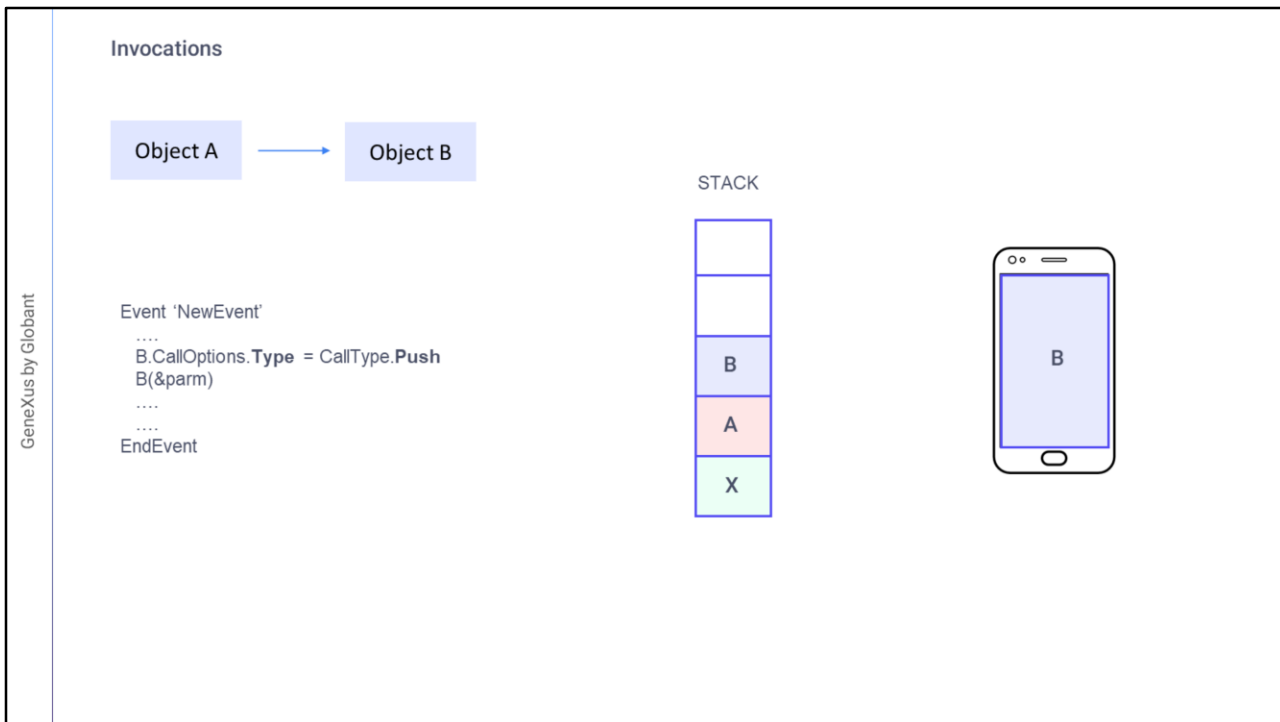 Invocations
Object A
Object B
STACK
Event ‘NewEvent’
....
B.CallOptions.Type = CallType.Push
B(&parm)
....
....
EndEvent
B
A
X
B
GeneXus by Globant